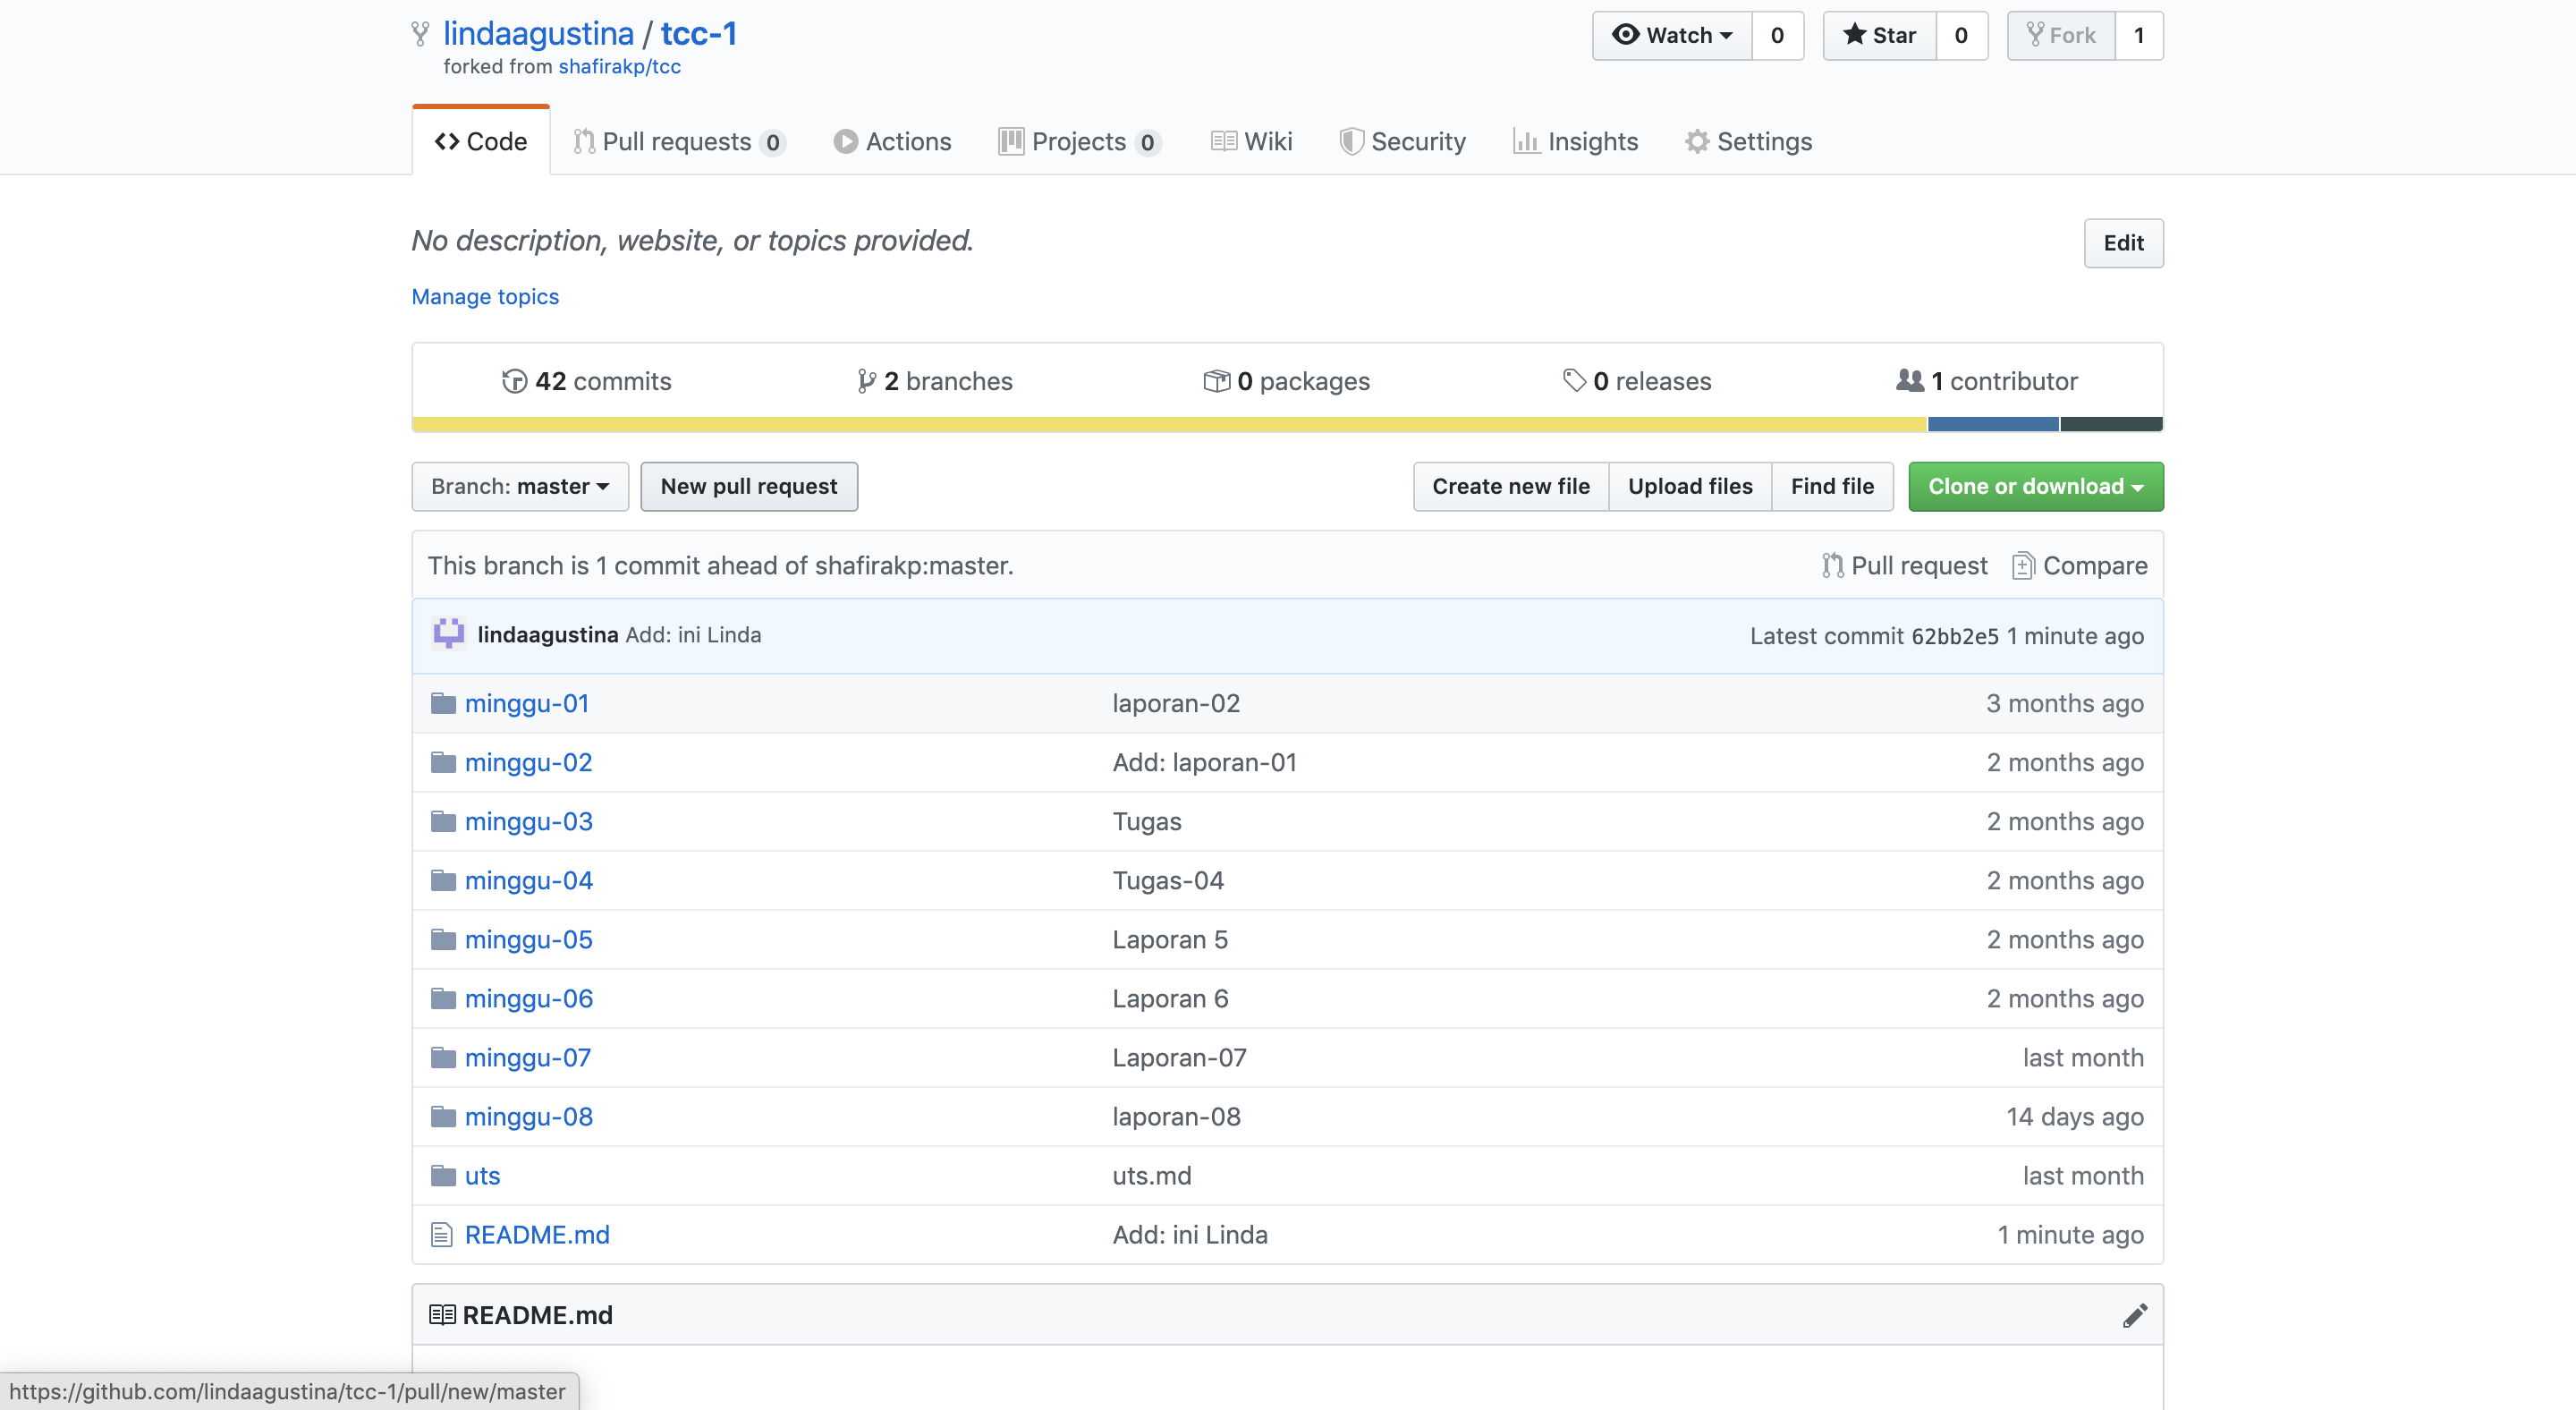 lindaagustina / tcc-1
forked from shafirakp/tcc
Watch 0 Star 0 Fork 1
Code Pull requests 0 Actions Projects 0 Wiki Security Insights Settings
No description, website, or topics provided. Edit
Manage topics
42 commits 2 branches 0 packages 0 releases 1 contributor
Branch: master New pull request Create new file Upload files Find file Clone or download
This branch is 1 commit ahead of shafirakp:master. Pull request Compare
lindaagustina Add: ini Linda Latest commit 62bb2e5 1 minute ago
minggu-01 laporan-02 3 months ago
minggu-02 Add: laporan-01 2 months ago
minggu-03 Tugas 2 months ago
minggu-04 Tugas-04 2 months ago
minggu-05 Laporan 5 2 months ago
minggu-06 Laporan 6 2 months ago
minggu-07 Laporan-07 last month
minggu-08 laporan-08 14 days ago
uts uts.md last month
README.md Add: ini Linda 1 minute ago
README.md
https://github.com/lindaagustina/tcc-1/pull/new/master